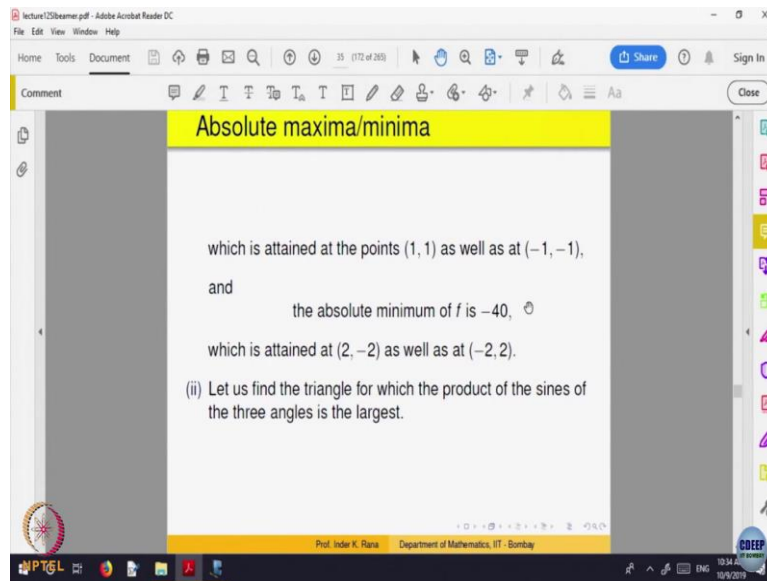 lecture125lbeamer.pdf - Adobe Acrobat Reader DC
File Edit View Window Help
Home Tools Document 35 (172 of 265) Share Sign In
Comment Close
Absolute maxima/minima
which is attained at the points (1, 1) as well as at (−1, −1),
and
the absolute minimum of f is −40,
which is attained at (2, −2) as well as at (−2, 2).
(ii) Let us find the triangle for which the product of the sines of
the three angles is the largest.
Prof. Inder K. Rana Department of Mathematics, IIT - Bombay
NPTEL
CDEEP
IIT BOMBAY
ENG
10/9/2019